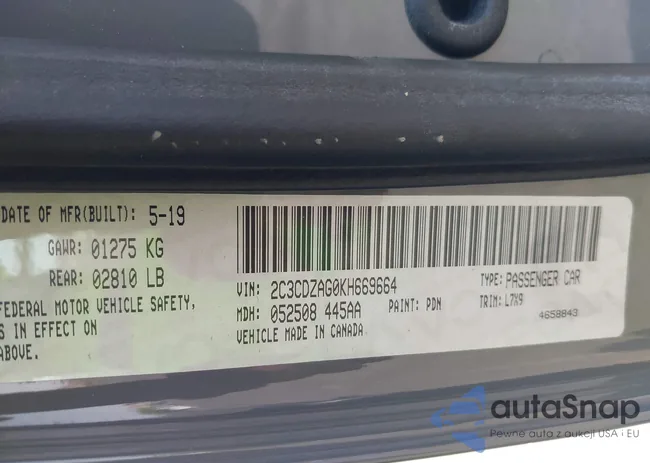 DATE OF MFR(BUILT): 5-19
GAWR: 01275 KG
REAR: 02810 LB
FEDERAL MOTOR VEHICLE SAFETY,
S IN EFFECT ON
ABOVE.
VIN: 2C3CDZAG0KH669664
TYPE: PASSENGER CAR
MDH: 052508 445AA
PAINT: PDN
TRIM: L7X9
VEHICLE MADE IN CANADA
4658843
autaSnap
Pewne auta z aukcji USA i EU